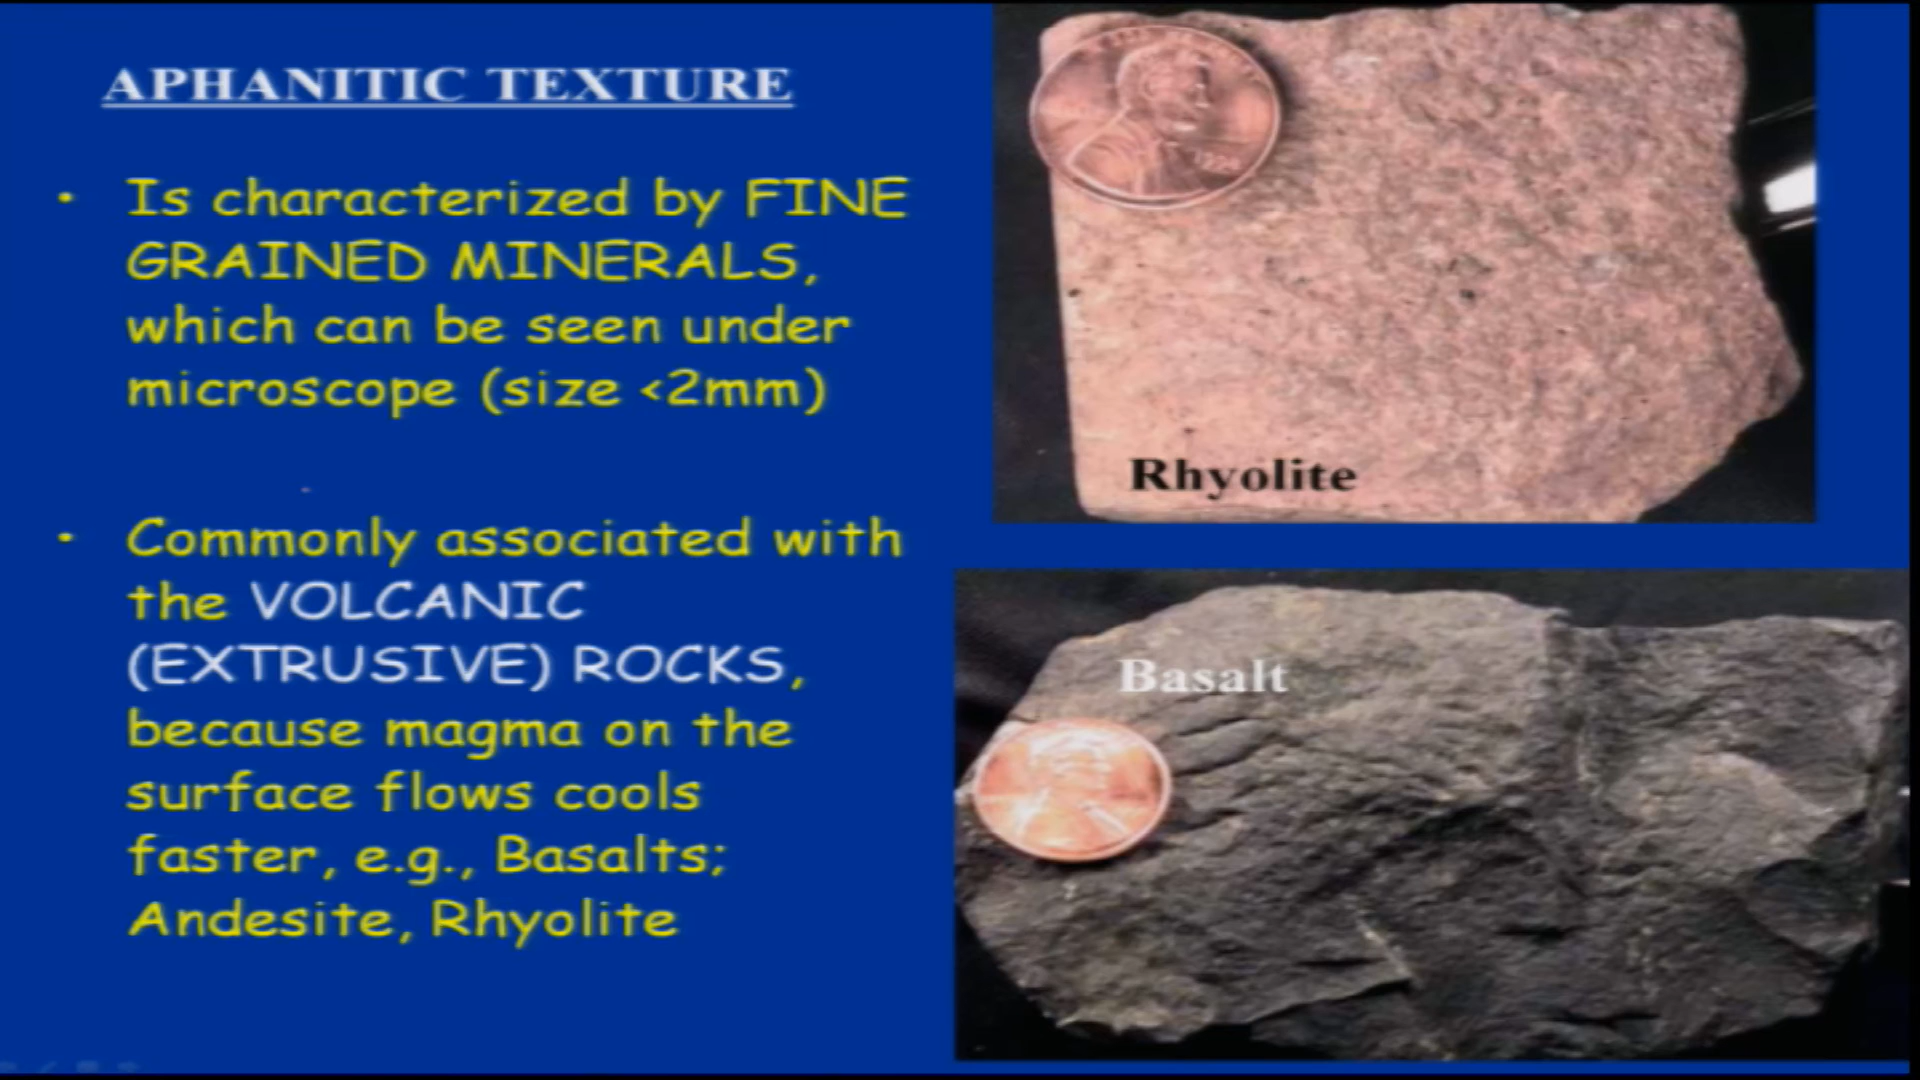 APHANITIC TEXTURE
• Is characterized by FINE
GRAINED MINERALS,
which can be seen under
microscope (size <2mm)
• Commonly associated with
the VOLCANIC
(EXTRUSIVE) ROCKS,
because magma on the
surface flows cools
faster, e.g., Basalts;
Andesite, Rhyolite
Rhyolite
Basalt